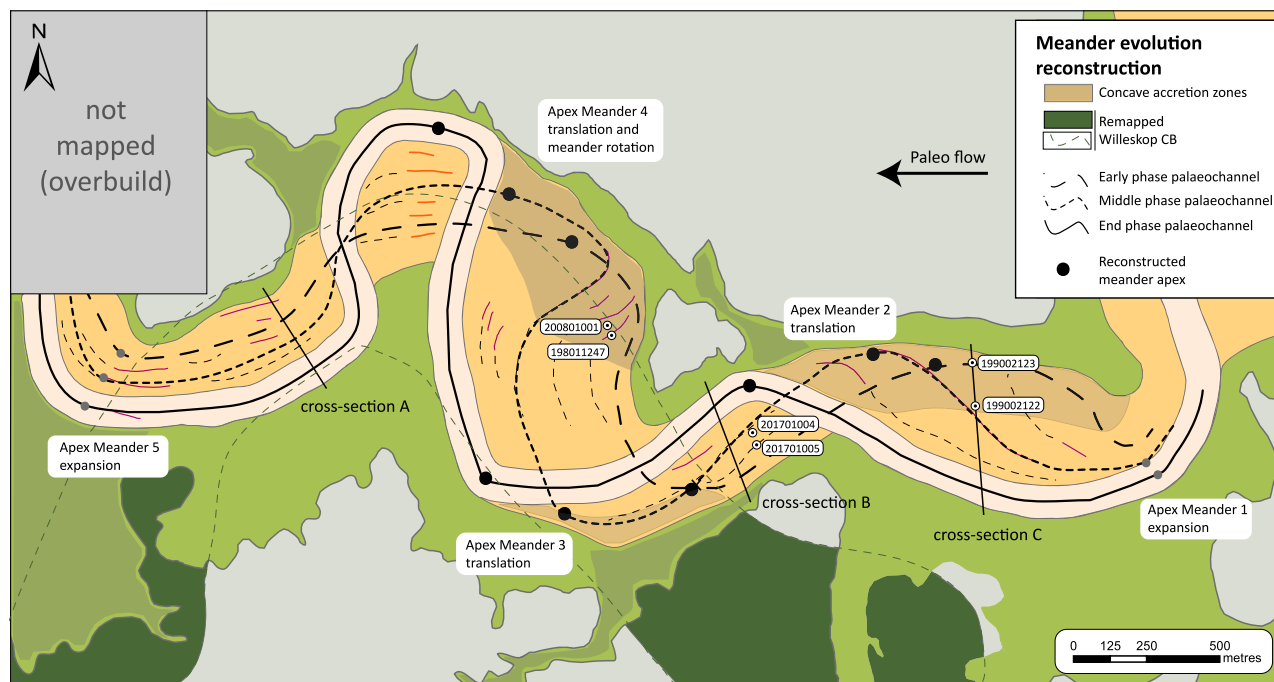 N
not
mapped
(overbuild)
Apex Meander 4
translation and
meander rotation
Paleo flow
Meander evolution
reconstruction
Concave accretion zones
Remapped
Willeskop CB
Early phase palaeochannel
Middle phase palaeochannel
End phase palaeochannel
Reconstructed
meander apex
200801001
198011247
Apex Meander 2
translation
199002123
199002122
cross-section A
201701004
201701005
Apex Meander 5
expansion
cross-section B
Apex Meander 1
expansion
cross-section C
Apex Meander 3
translation
0 125 250 500
metres